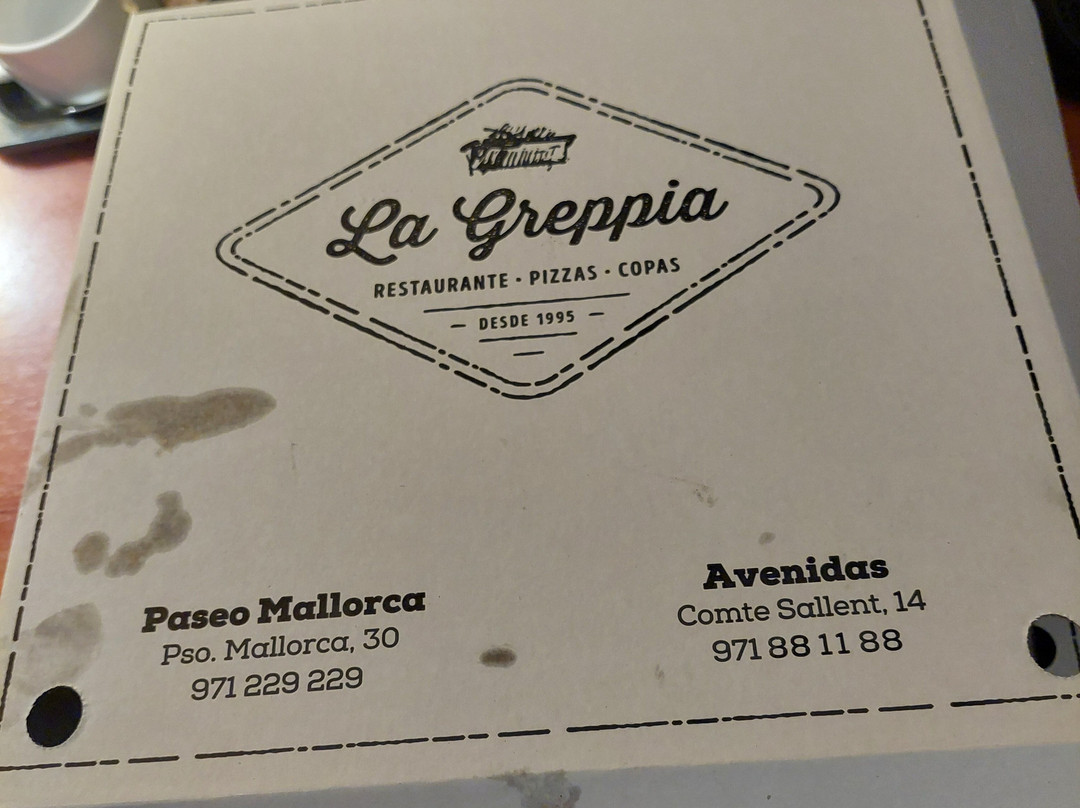 La Greppia
RESTAURANTE · PIZZAS · COPAS
— DESDE 1995 —
Paseo Mallorca
Pso. Mallorca, 30
971 229 229
Avenidas
Comte Sallent, 14
971 88 11 88